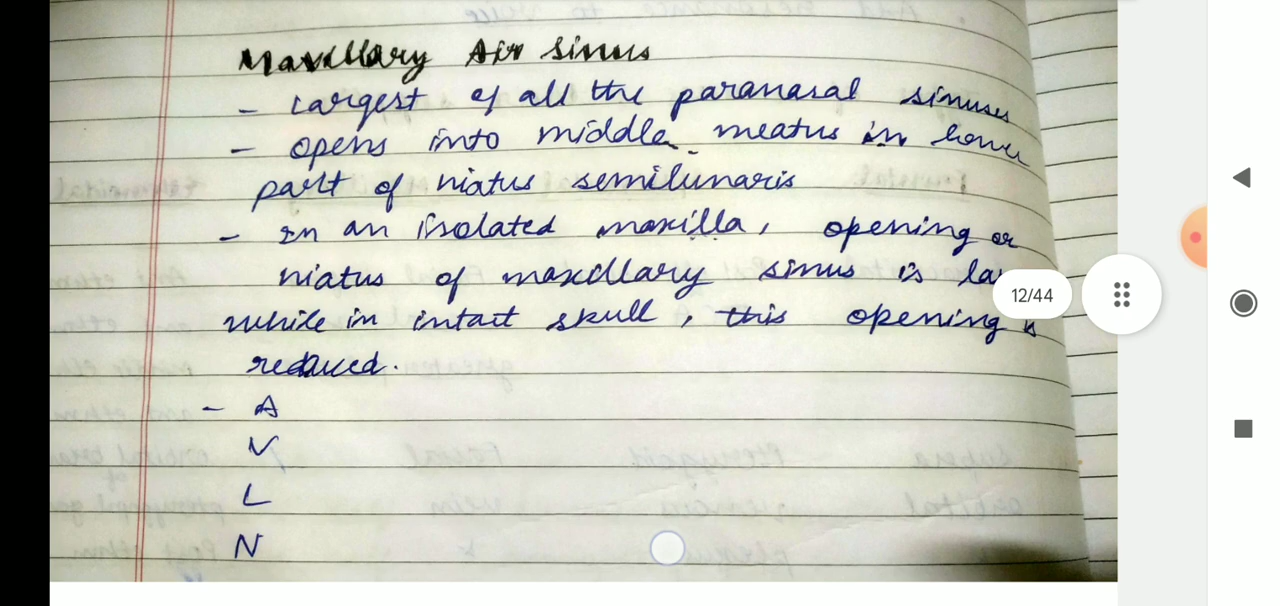 Maxillary Air Sinus
- Largest of all the paranasal sinuses
- opens into middle meatus in lower
part of hiatus semilunaris
- In an isolated maxilla, opening or
hiatus of maxillary sinus is la
while in intact skull, this opening is
reduced.
- A
V
L
N
12/44